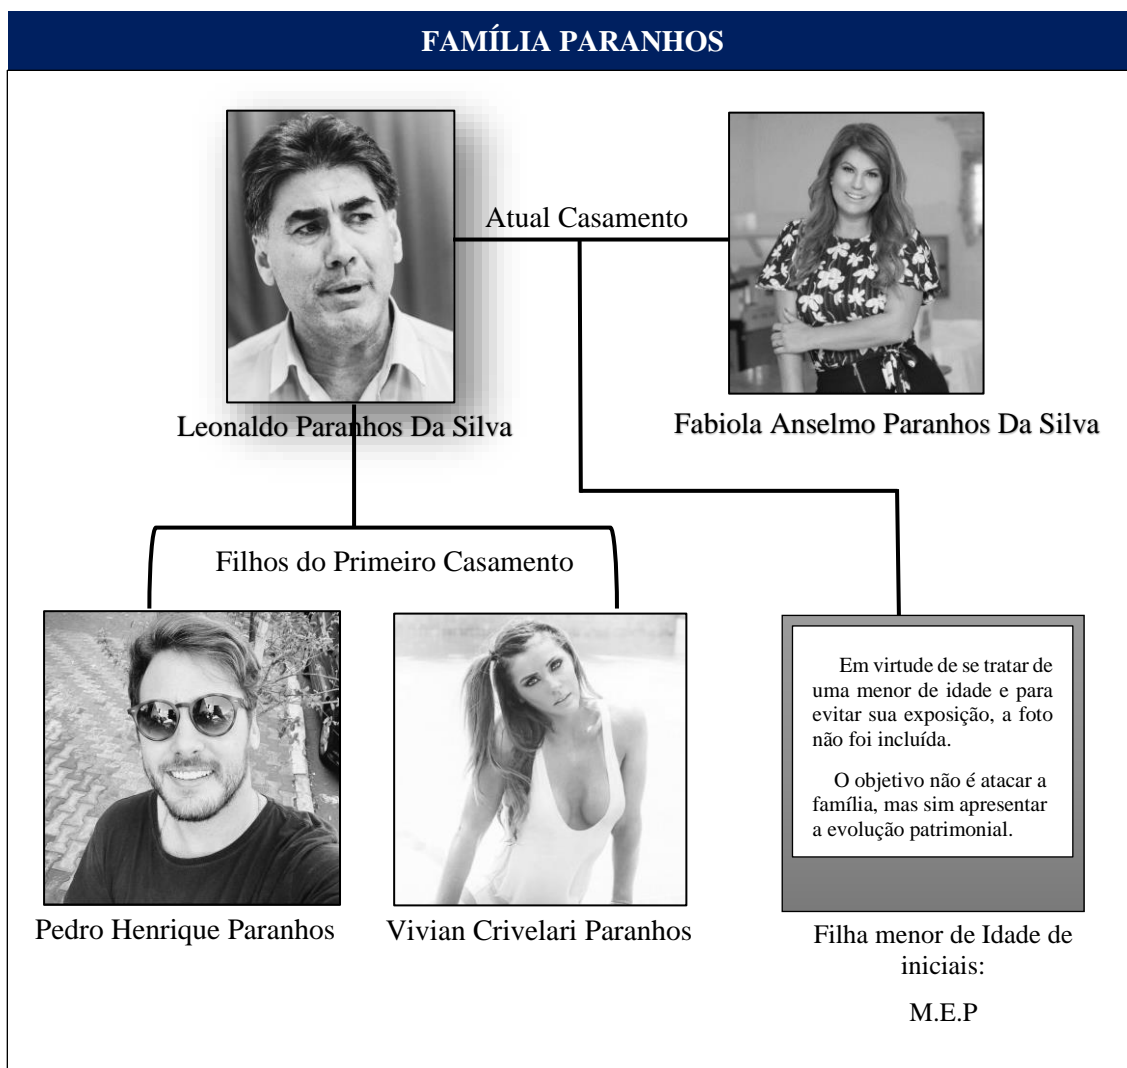 FAMÍLIA PARANHOS
Atual Casamento
Leonaldo Paranhos Da Silva
Fabiola Anselmo Paranhos Da Silva
Filhos do Primeiro Casamento
Em virtude de se tratar de
uma menor de idade e para
evitar sua exposição, a foto
não foi incluída.
O objetivo não é atacar a
família, mas sim apresentar
a evolução patrimonial.
Pedro Henrique Paranhos
Vivian Crivelari Paranhos
Filha menor de Idade de
iniciais:
M.E.P